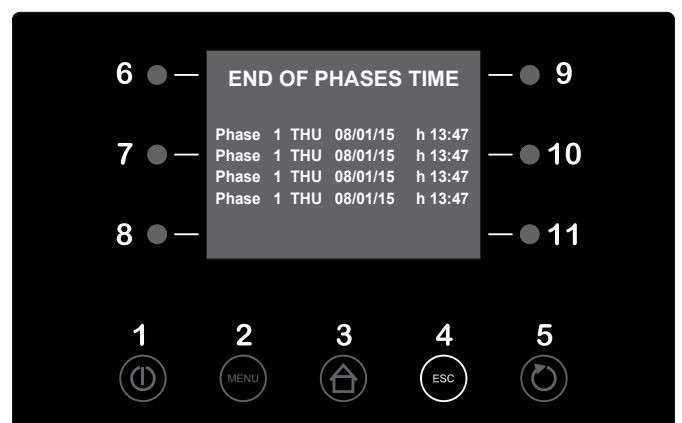 6 END OF PHASES TIME 9
Phase 1 THU 08/01/15 h 13:47
7 Phase 1 THU 08/01/15 h 13:47 10
Phase 1 THU 08/01/15 h 13:47
Phase 1 THU 08/01/15 h 13:47
8 11
1 2 3 4 5
MENU ESC